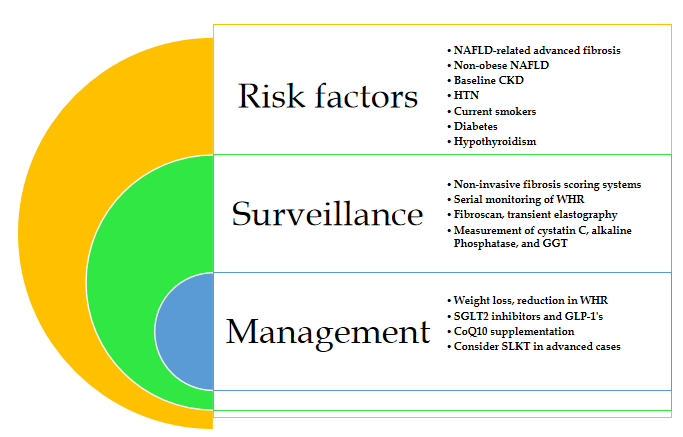 Risk factors
• NAFLD-related advanced fibrosis
• Non-obese NAFLD
• Baseline CKD
• HTN
• Current smokers
• Diabetes
• Hypothyroidism
Surveillance
• Non-invasive fibrosis scoring systems
• Serial monitoring of WHR
• Fibroscan, transient elastography
• Measurement of cystatin C, alkaline
Phosphatase, and GGT
Management
• Weight loss, reduction in WHR
• SGLT2 inhibitors and GLP-1's
• CoQ10 supplementation
• Consider SLKT in advanced cases